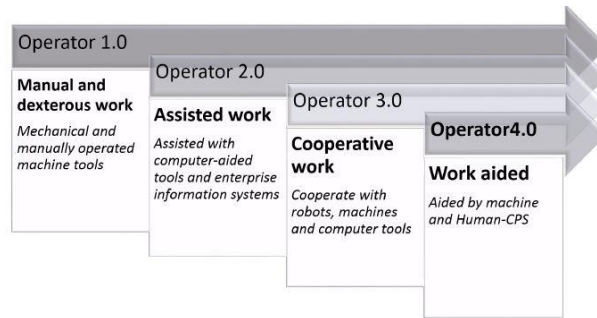 Operator 1.0
Manual and
dexterous work
Mechanical and
manually operated
machine tools
Operator 2.0
Assisted work
Assisted with
computer-aided
tools and enterprise
information systems
Operator 3.0
Cooperative
work
Cooperate with
robots, machines
and computer tools
Operator4.0
Work aided
Aided by machine
and Human-CPS